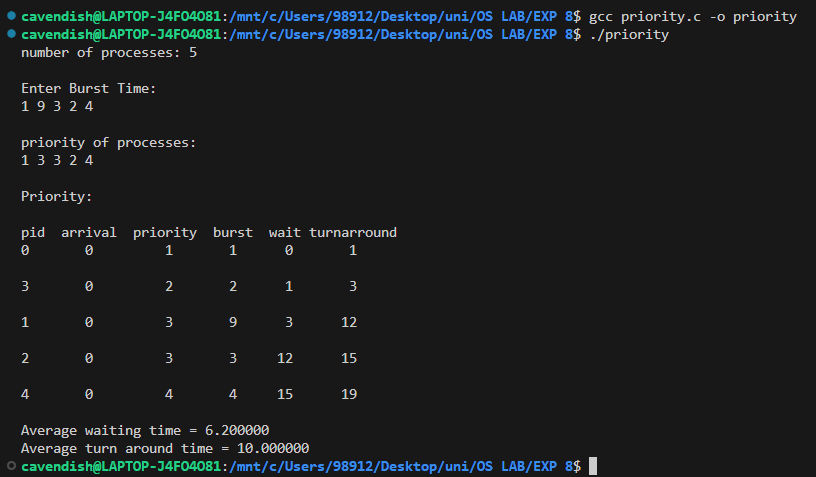 cavendish@LAPTOP-J4FO4O81:/mnt/c/Users/98912/Desktop/uni/OS LAB/EXP 8$ gcc priority.c -o priority
cavendish@LAPTOP-J4FO4O81:/mnt/c/Users/98912/Desktop/uni/OS LAB/EXP 8$ ./priority
number of processes: 5
Enter Burst Time:
1 9 3 2 4
priority of processes:
1 3 3 2 4
Priority:
pid arrival priority burst wait turnarround
0 0 1 1 0 1
3 0 2 2 1 3
1 0 3 9 3 12
2 0 3 3 12 15
4 0 4 4 15 19
Average waiting time = 6.200000
Average turn around time = 10.000000
cavendish@LAPTOP-J4FO4O81:/mnt/c/Users/98912/Desktop/uni/OS LAB/EXP 8$